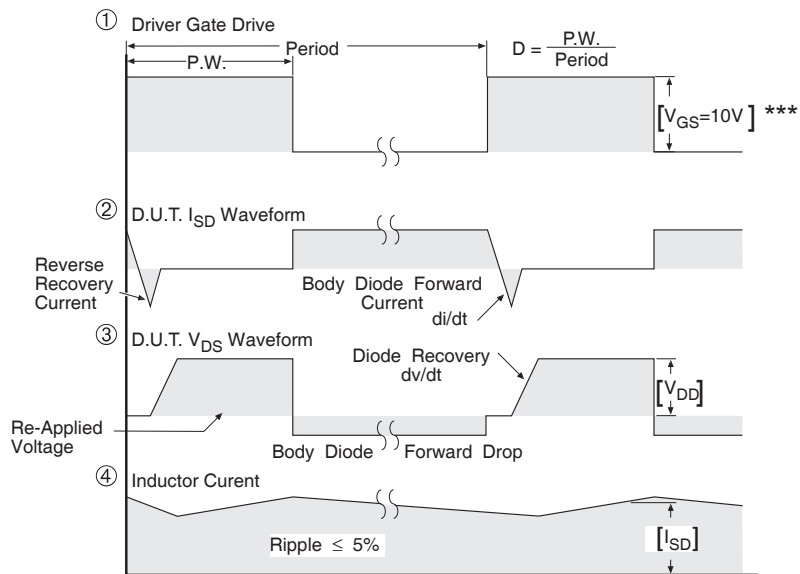 ① Driver Gate Drive
Period
P.W.
D = P.W. / Period
[VGS=10V] ***
② D.U.T. ISD Waveform
Reverse
Recovery
Current
Body Diode Forward
Current
di/dt
③ D.U.T. VDS Waveform
Diode Recovery
dv/dt
[VDD]
Re-Applied
Voltage
Body Diode Forward Drop
④ Inductor Curent
Ripple ≤ 5%
[ISD]